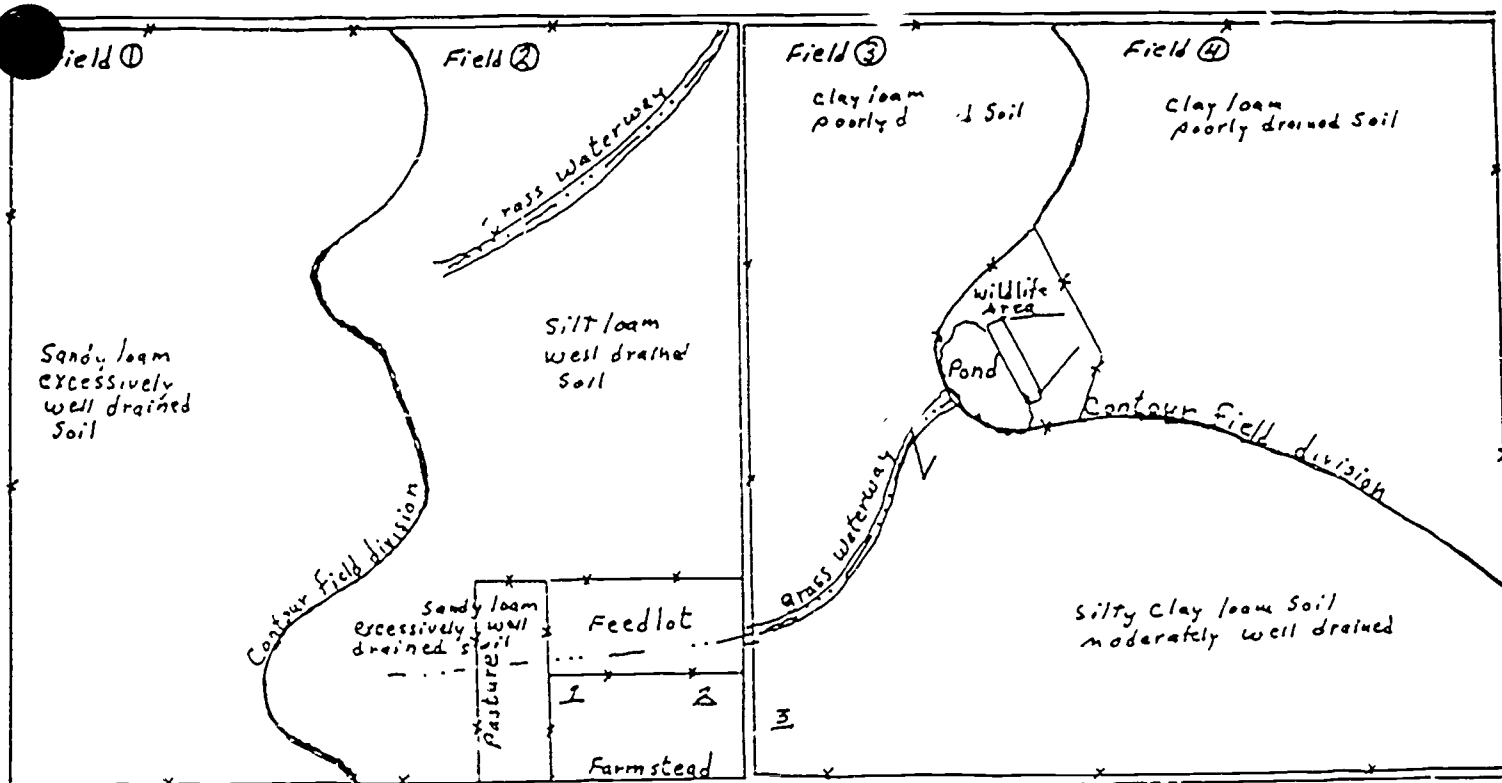 Field ①
Field ②
Field ③
Field ④
Clay loam
poorly d Soil
Clay loam
poorly drained Soil
rass waterway
Wildlife
Area
Pond
Silt loam
well drained
Soil
Sandy loam
excessively
well drained
Soil
Contour Field division
Grass waterway
Contour Field division
Sandy loam
excessively well
drained soil
Pasture
Feedlot
Silty Clay loam Soil
moderately well drained
1
2
3
Farmstead